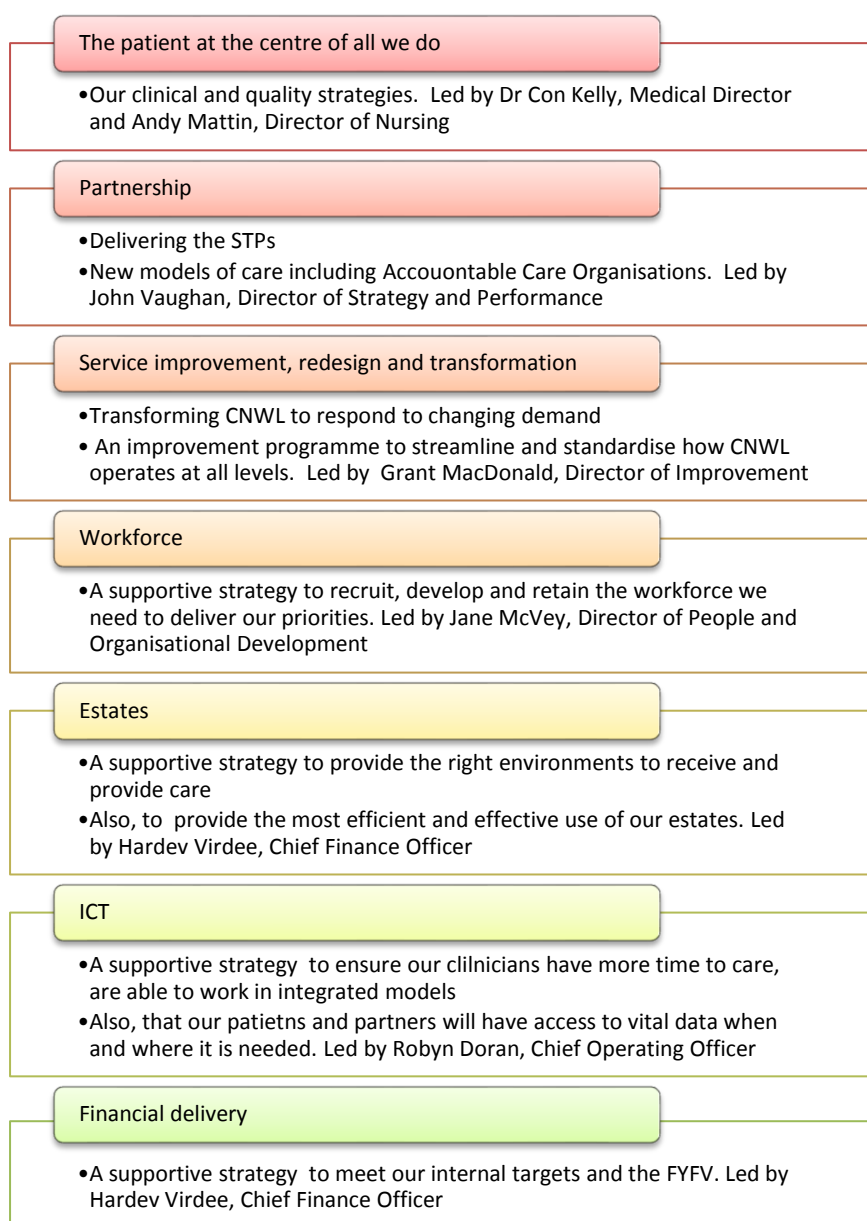 The patient at the centre of all we do
•Our clinical and quality strategies.  Led by Dr Con Kelly, Medical Director
and Andy Mattin, Director of Nursing
Partnership
•Delivering the STPs
•New models of care including Accouontable Care Organisations.  Led by
John Vaughan, Director of Strategy and Performance
Service improvement, redesign and transformation
•Transforming CNWL to respond to changing demand
• An improvement programme to streamline and standardise how CNWL
operates at all levels.  Led by  Grant MacDonald, Director of Improvement
Workforce
•A supportive strategy to recruit, develop and retain the workforce we
need to deliver our priorities. Led by Jane McVey, Director of People and
Organisational Development
Estates
•A supportive strategy to provide the right environments to receive and
provide care
•Also, to  provide the most efficient and effective use of our estates. Led
by Hardev Virdee, Chief Finance Officer
ICT
•A supportive strategy  to ensure our clilnicians have more time to care,
are able to work in integrated models
•Also, that our patietns and partners will have access to vital data when
and where it is needed. Led by Robyn Doran, Chief Operating Officer
Financial delivery
•A supportive strategy  to meet our internal targets and the FYFV. Led by
Hardev Virdee, Chief Finance Officer